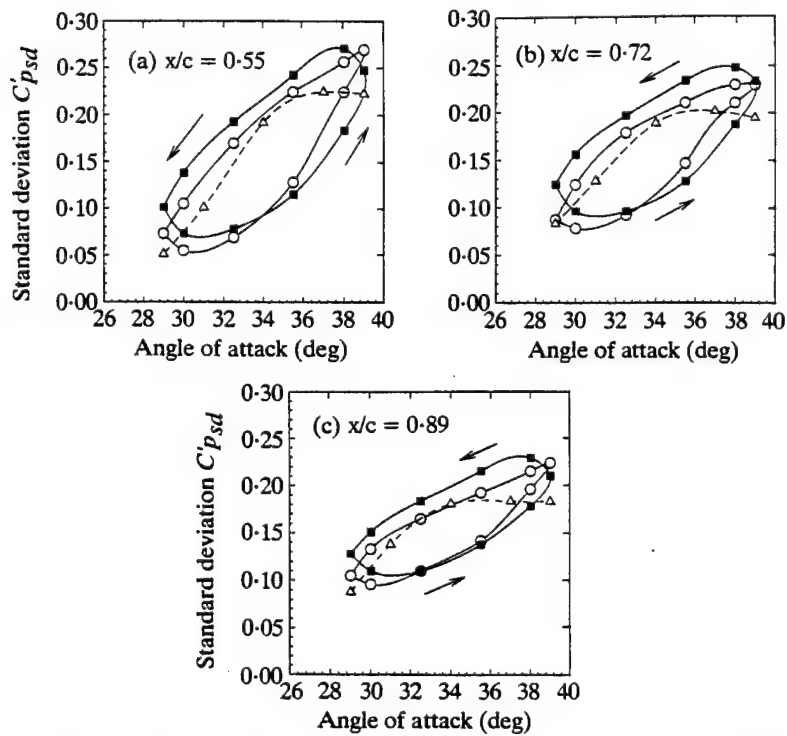 Standard deviation C'psd
0·30
0·25
0·20
0·15
0·10
0·05
0·00
(a) x/c = 0·55
26 28 30 32 34 36 38 40
Angle of attack (deg)
0·30
0·25
0·20
0·15
0·10
0·05
0·00
(b) x/c = 0·72
26 28 30 32 34 36 38 40
Angle of attack (deg)
Standard deviation C'psd
0·30
0·25
0·20
0·15
0·10
0·05
0·00
(c) x/c = 0·89
26 28 30 32 34 36 38 40
Angle of attack (deg)